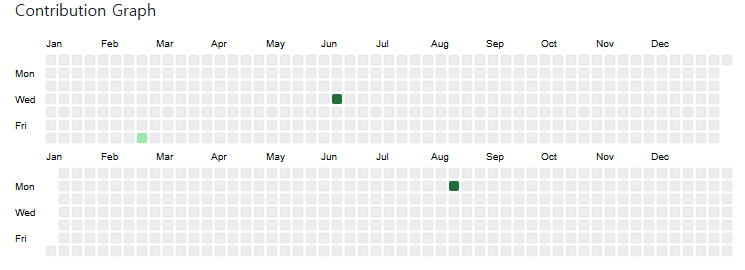 Contribution Graph
Jan Feb Mar Apr May Jun Jul Aug Sep Oct Nov Dec
Mon
Wed
Fri
Jan Feb Mar Apr May Jun Jul Aug Sep Oct Nov Dec
Mon
Wed
Fri